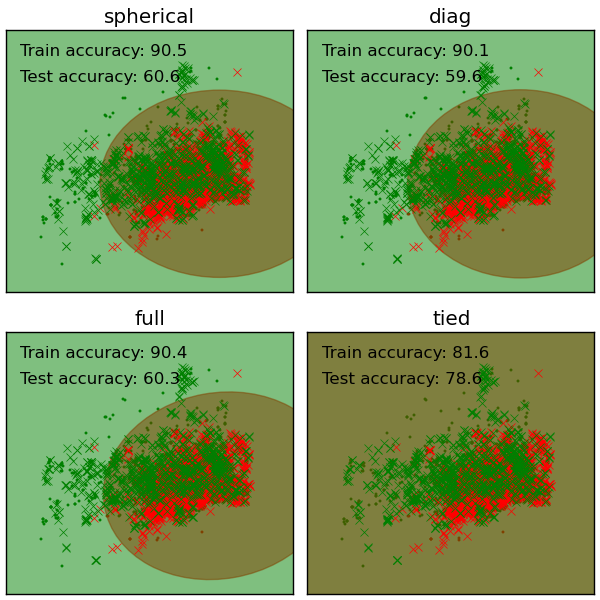 spherical
Train accuracy: 90.5
Test accuracy: 60.6
diag
Train accuracy: 90.1
Test accuracy: 59.6
full
Train accuracy: 90.4
Test accuracy: 60.3
tied
Train accuracy: 81.6
Test accuracy: 78.6